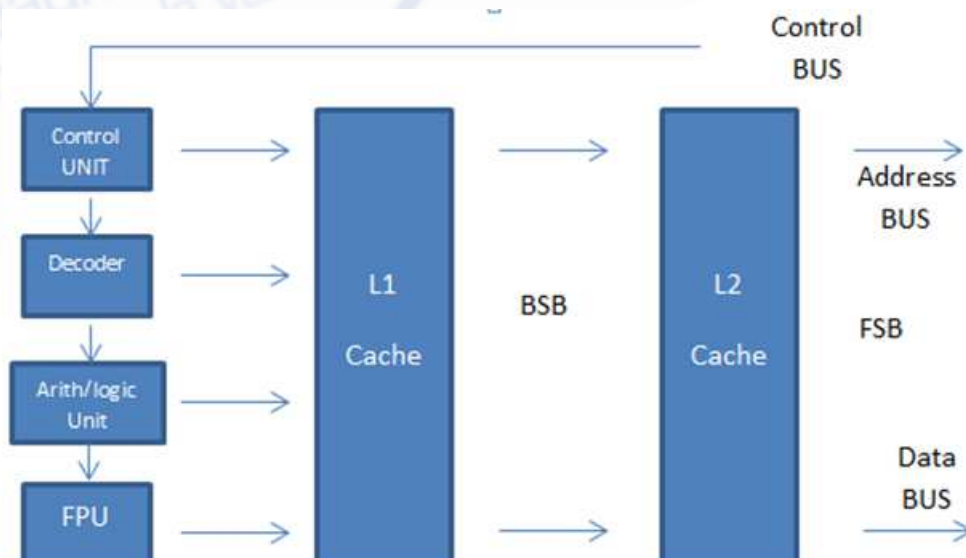 Control
BUS
Control
UNIT
Address
BUS
Decoder
L1
Cache
BSB
L2
Cache
FSB
Arith/logic
Unit
Data
BUS
FPU